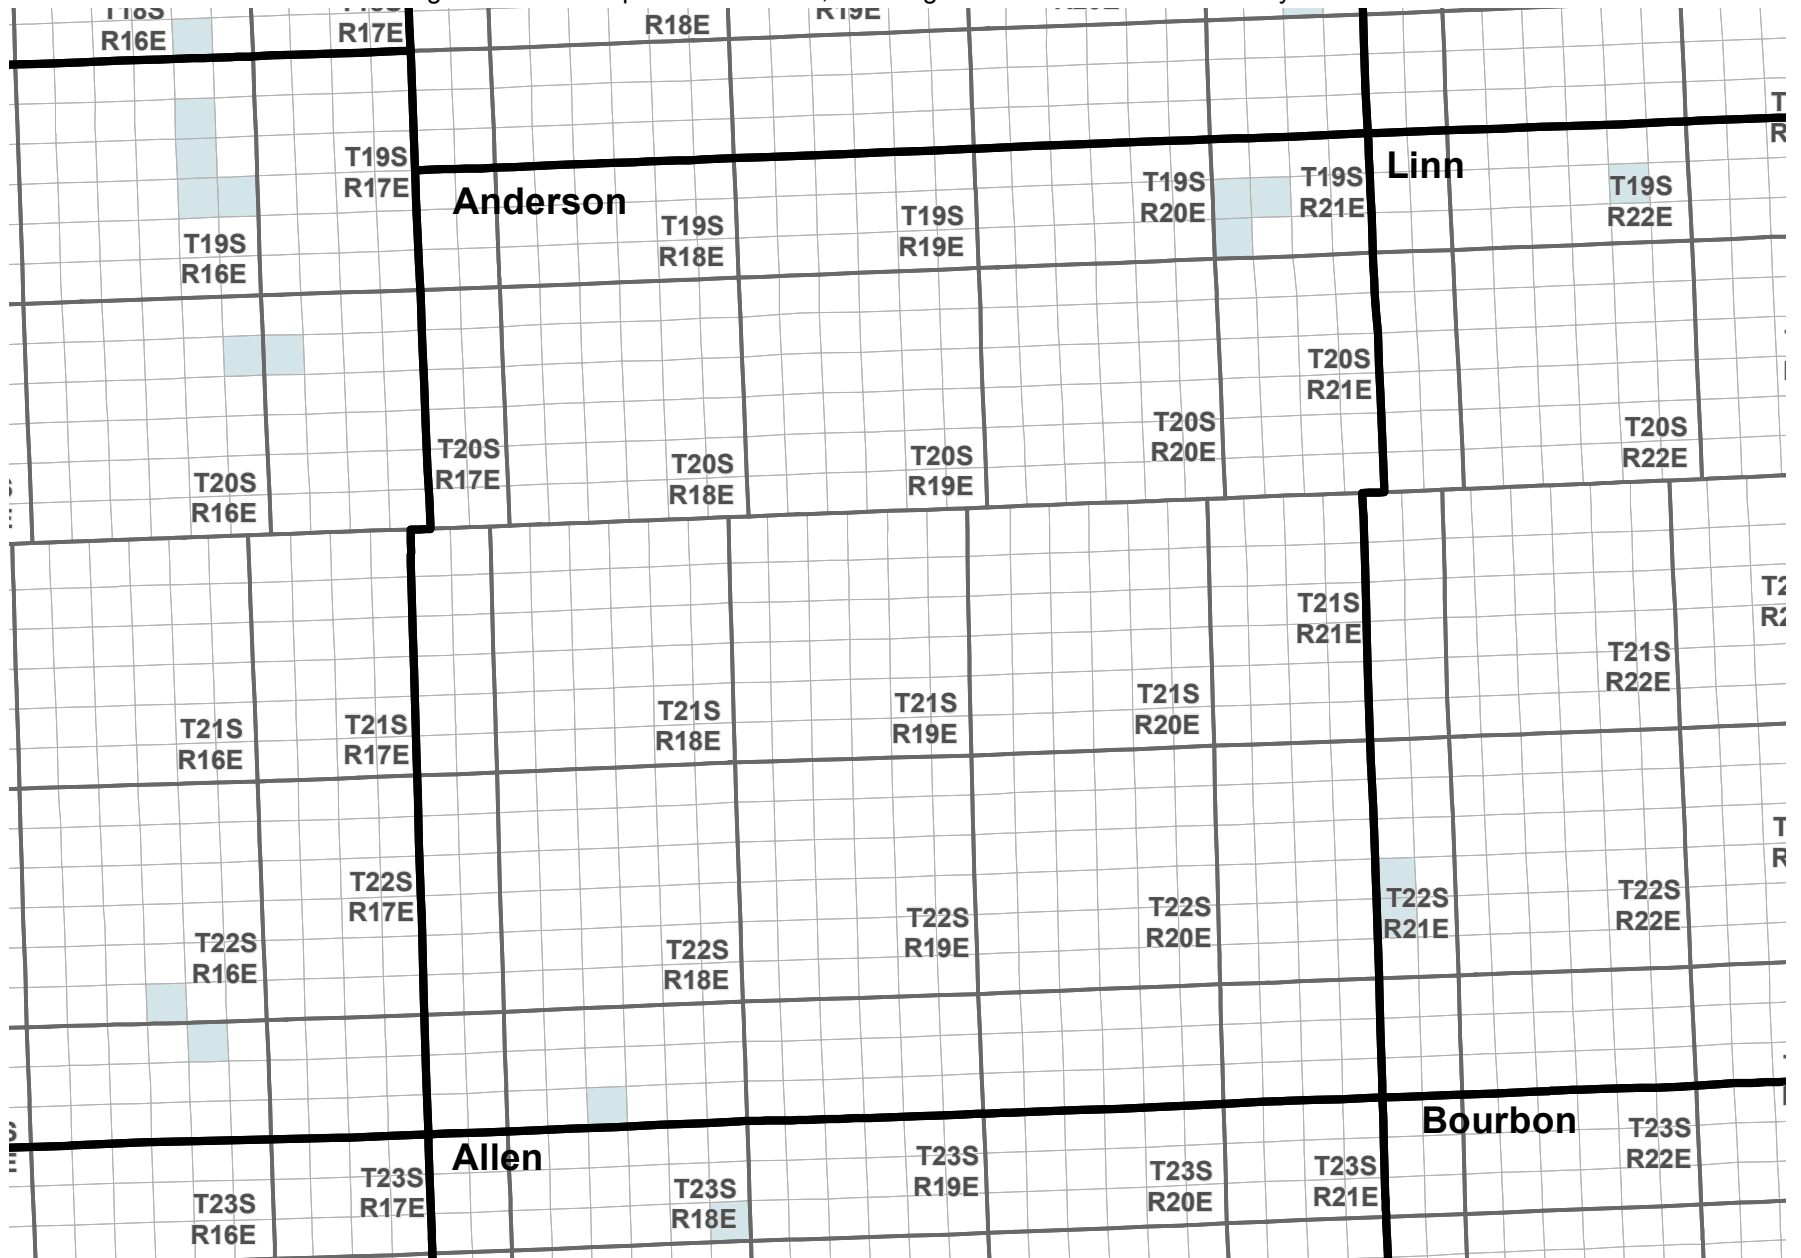 T18S
R16E
R17E
R18E
R19E
T19S
R17E
Linn
Anderson
T19S
R20E
T19S
R21E
T19S
R22E
T19S
R16E
T19S
R18E
T19S
R19E
T20S
R21E
T20S
R17E
T20S
R20E
T20S
R22E
T20S
R16E
T20S
R18E
T20S
R19E
T21S
R21E
T21S
R22E
T21S
R16E
T21S
R17E
T21S
R18E
T21S
R19E
T21S
R20E
T22S
R17E
T22S
R16E
T22S
R18E
T22S
R19E
T22S
R20E
T22S
R21E
T22S
R22E
Allen
Bourbon
T23S
R16E
T23S
R17E
T23S
R18E
T23S
R19E
T23S
R20E
T23S
R21E
T23S
R22E